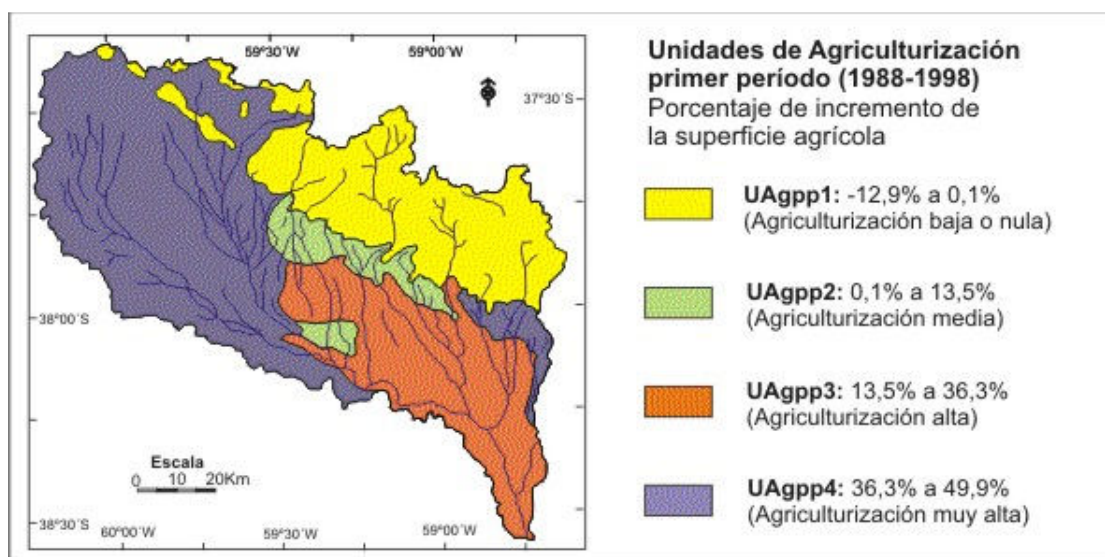 59°30´W
59°00´W
37°30´S
38°00´S
Escala
0 10 20Km
38°30´S
60°00´W
59°30´W
59°00´W
Unidades de Agriculturización
primer período (1988-1998)
Porcentaje de incremento de
la superficie agrícola
UAgpp1: -12,9% a 0,1%
(Agriculturización baja o nula)
UAgpp2: 0,1% a 13,5%
(Agriculturización media)
UAgpp3: 13,5% a 36,3%
(Agriculturización alta)
UAgpp4: 36,3% a 49,9%
(Agriculturización muy alta)